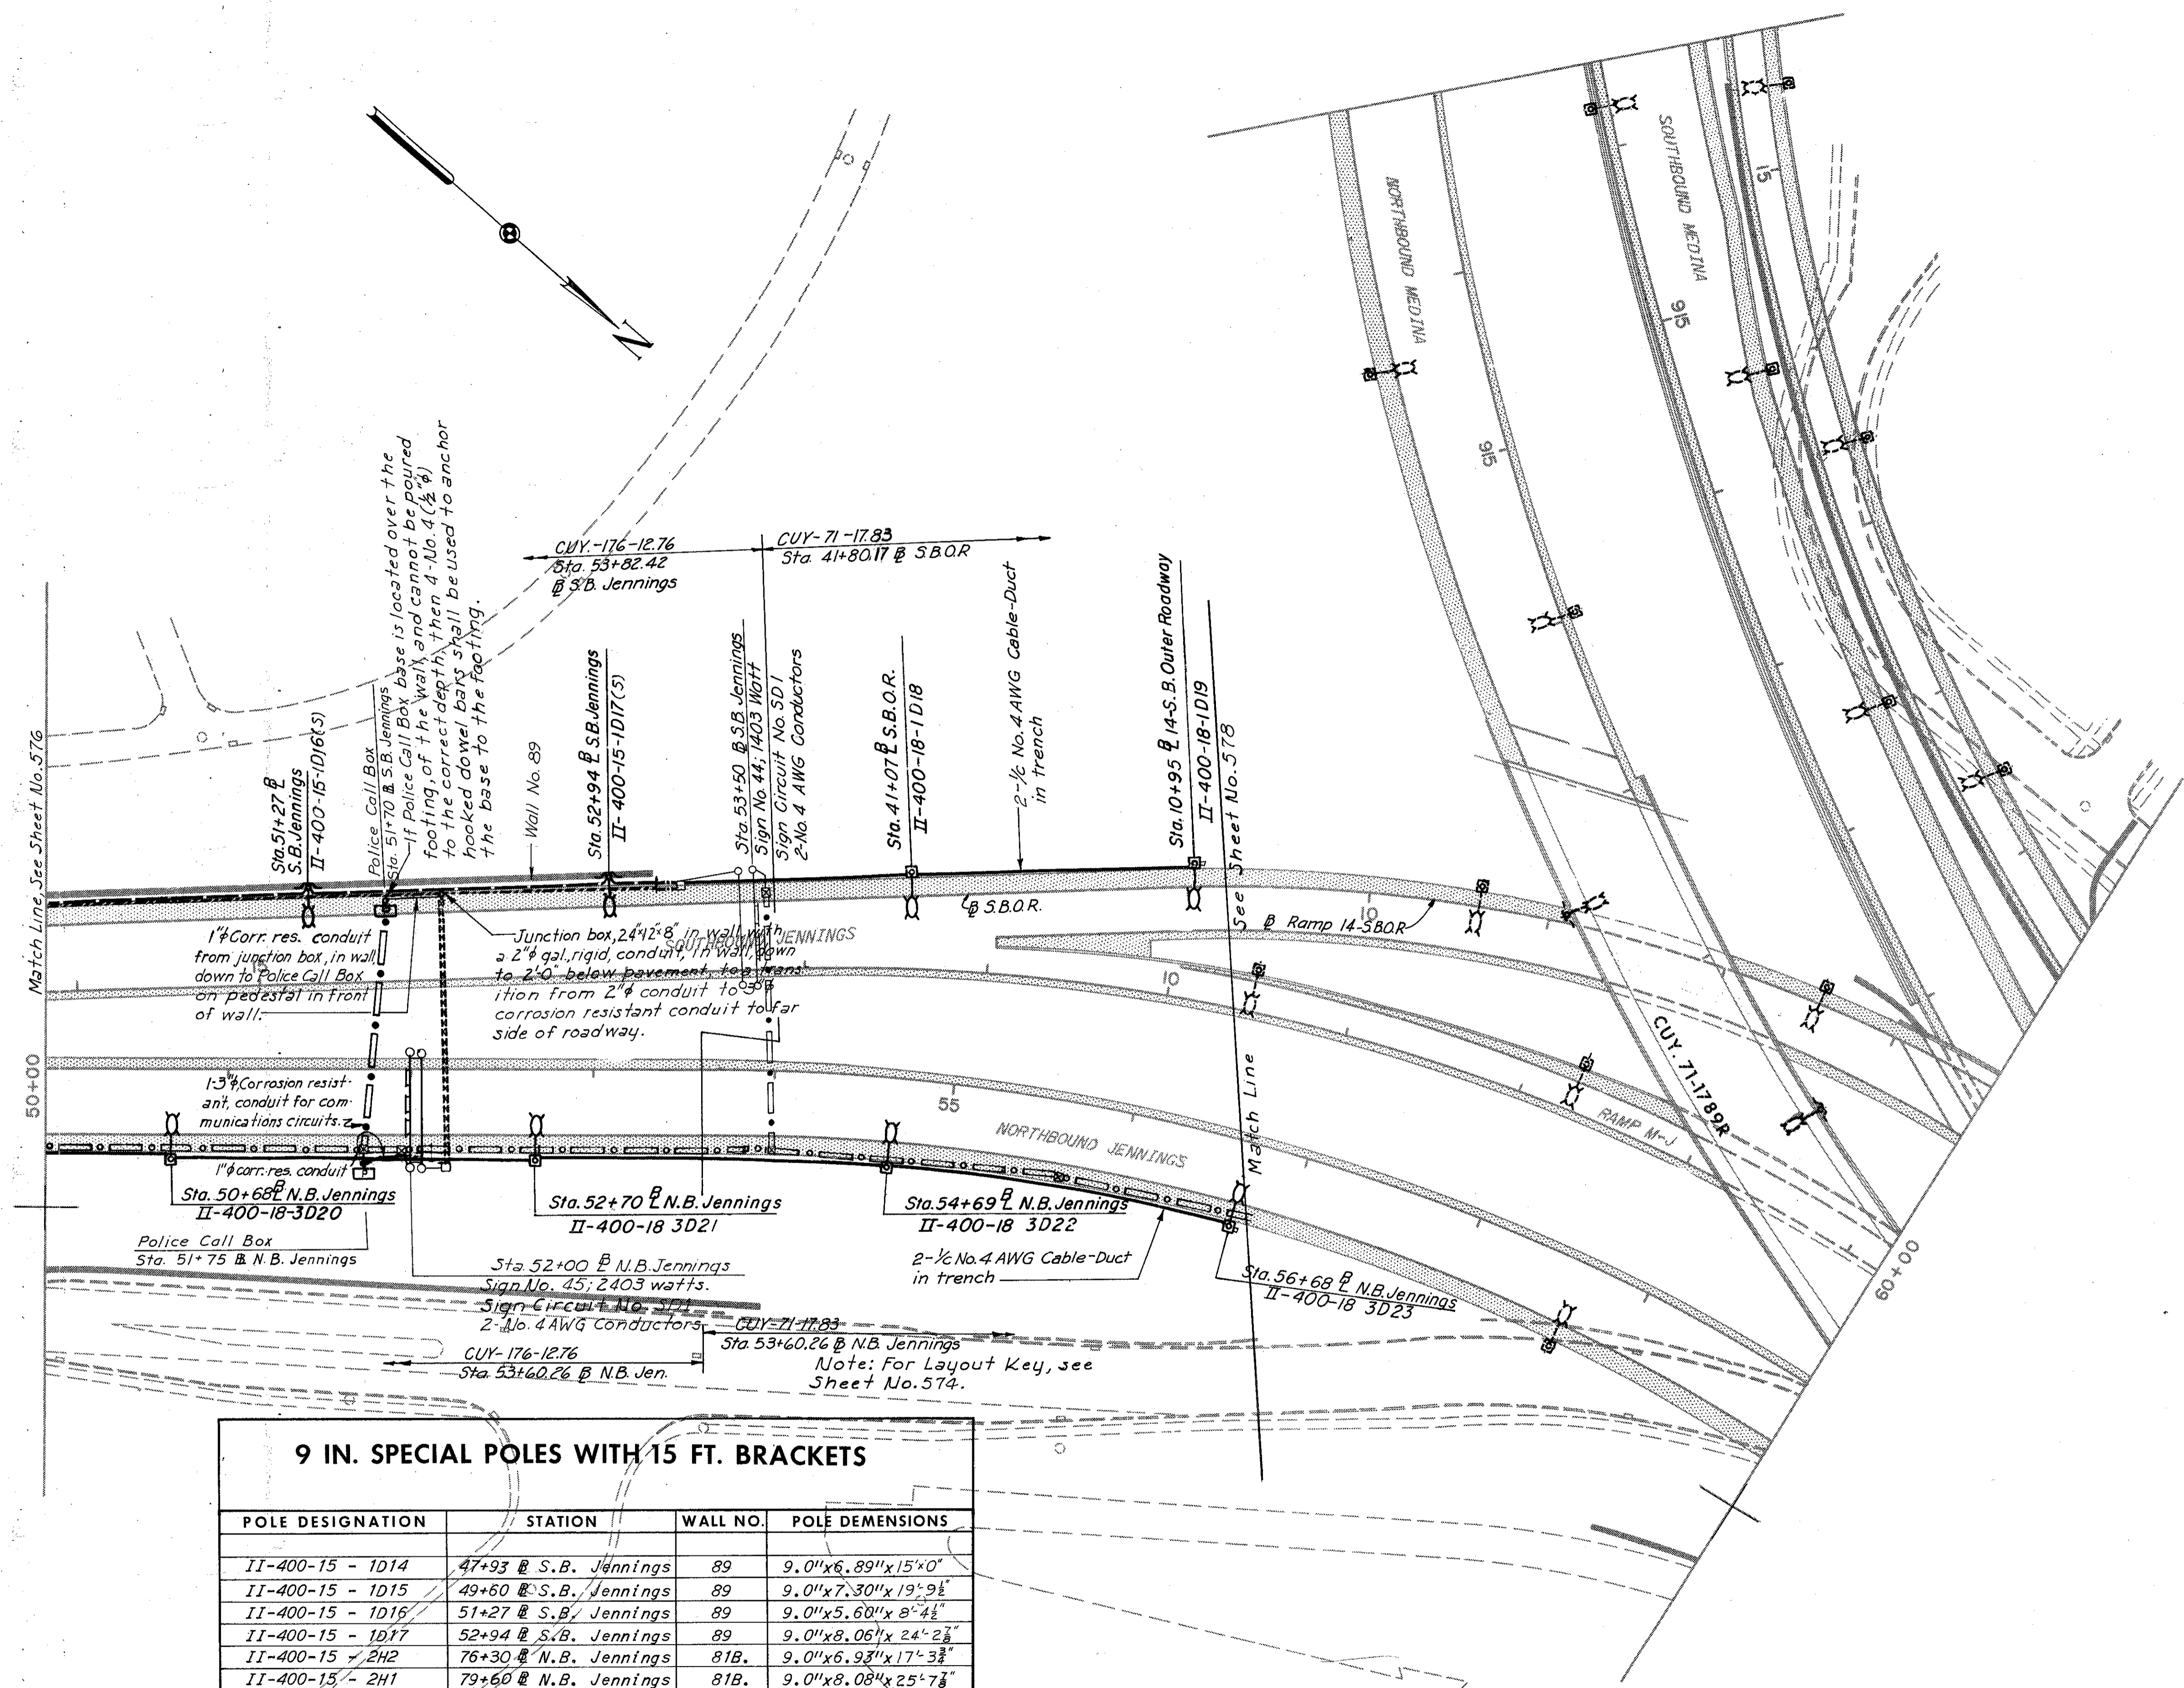 N
NORTHBOUND MEDINA
SOUTHBOUND MEDINA
15
915
915
CUY.-176-12.76
Sta. 53+82.42
℄ S.B. Jennings
CUY-71-17.83
Sta. 41+80.17 ℄ S.B.O.R
Match Line, See Sheet No. 576
Sta. 51+27 ℄
S.B. Jennings
II-400-15-1D16(S)
Police Call Box
Sta. 51+70 ℄ S.B. Jennings
If Police Call Box base is located over the
footing, of the wall, and cannot be poured
to the correct depth, then 4-No. 4 (½"φ)
hooked dowel bars shall be used to anchor
the base to the footing.
Wall No. 89
Sta. 52+94 ℄ S.B. Jennings
II-400-15-1D17(S)
Sta. 53+50 ℄ S.B. Jennings
Sign No. 44; 1403 Watt
Sign Circuit No. SD1
2-No. 4 AWG Conductors
Sta. 41+07 ℄ S.B.O.R.
II-400-18-1D18
2-1/c No. 4 AWG Cable-Duct
in trench
Sta. 10+95 ℄ 14-S.B. Outer Roadway
II-400-18-1D19
See Sheet No. 578
Match Line
℄ S.B.O.R.
10
℄ Ramp 14-S.B.O.R
SOUTHBOUND JENNINGS
1"φ Corr. res. conduit
from junction box, in wall,
down to Police Call Box
on pedestal in front
of wall.
15
Junction box, 24"x12"x8" in wall with
a 2"φ gal., rigid, conduit, in wall, down
to 2'-0" below pavement, to a trans-
ition from 2"φ conduit to 3"φ
corrosion resistant conduit to far
side of roadway.
10
CUY. 71-1789R
RAMP M-J
50+00
1-3"φ, Corrosion resist-
ant, conduit for com-
munications circuits.
55
NORTHBOUND JENNINGS
1"φ corr. res. conduit
Sta. 50+68 ℄ N.B. Jennings
II-400-18-3D20
Sta. 52+70 ℄ N.B. Jennings
II-400-18 3D21
Sta. 54+69 ℄ N.B. Jennings
II-400-18 3D22
Police Call Box
Sta. 51+75 ℄ N.B. Jennings
Sta. 52+00 ℄ N.B. Jennings
Sign No. 45; 2403 watts.
Sign Circuit No. SD1
2-No. 4 AWG Conductors
2-1/c No. 4 AWG Cable-Duct
in trench
Sta. 56+68 ℄ N.B. Jennings
II-400-18 3D23
60+00
CUY-71-17.83
Sta. 53+60.26 ℄ N.B. Jennings
CUY-176-12.76
Sta. 53+60.26 ℄ N.B. Jen.
Note: For Layout Key, see
Sheet No. 574.
9 IN. SPECIAL POLES WITH 15 FT. BRACKETS
POLE DESIGNATION STATION WALL NO. POLE DEMENSIONS
II-400-15 - 1D14 47+93 ℄ S.B. Jennings 89 9.0"x6.89"x15'x0"
II-400-15 - 1D15 49+60 ℄ S.B. Jennings 89 9.0"x7.30"x19'-9½"
II-400-15 - 1D16 51+27 ℄ S.B. Jennings 89 9.0"x5.60"x 8'-4½"
II-400-15 - 1D17 52+94 ℄ S.B. Jennings 89 9.0"x8.06"x 24'-2⅞"
II-400-15 - 2H2 76+30 ℄ N.B. Jennings 81B. 9.0"x6.93"x17'-3¾"
II-400-15 - 2H1 79+60 ℄ N.B. Jennings 81B. 9.0"x8.08"x25'-7⅞"